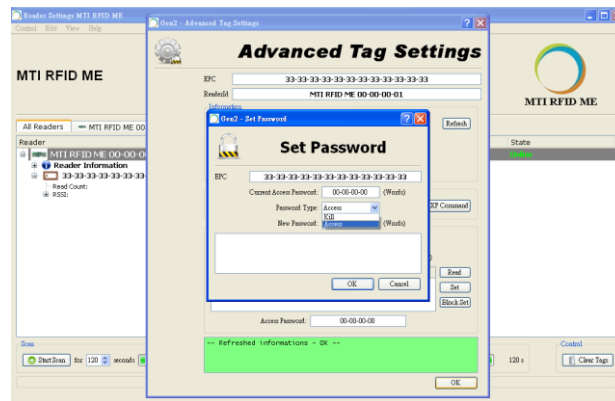 Reader Settings MTI RFID ME
Control Edit View Help
MTI RFID ME
MTI RFID ME
All Readers MTI RFID ME 00
Reader
State
MTI RFID ME 00-00-0
Reader Information
33-33-33-33-33-33-33-
Read Count:
RSSI:
Scan
Start Scan for 120 seconds
120 s
Control
Clear Tags
Gen2 - Advanced Tag Settings
Advanced Tag Settings
EPC 33-33-33-33-33-33-33-33-33-33-33-33
ReaderId MTI RFID ME 00-00-00-01
Information
Refresh
XP Command)
Read
Set
Block Set
Access Password: 00-00-00-00
-- Refreshed informations - OK --
OK
Gen2 - Set Password
Set Password
EPC 33-33-33-33-33-33-33-33-33-33-33-33
Current Access Password: 00-00-00-00 (Words)
Password Type: Access
Kill
Access
New Password: (Words)
OK Cancel